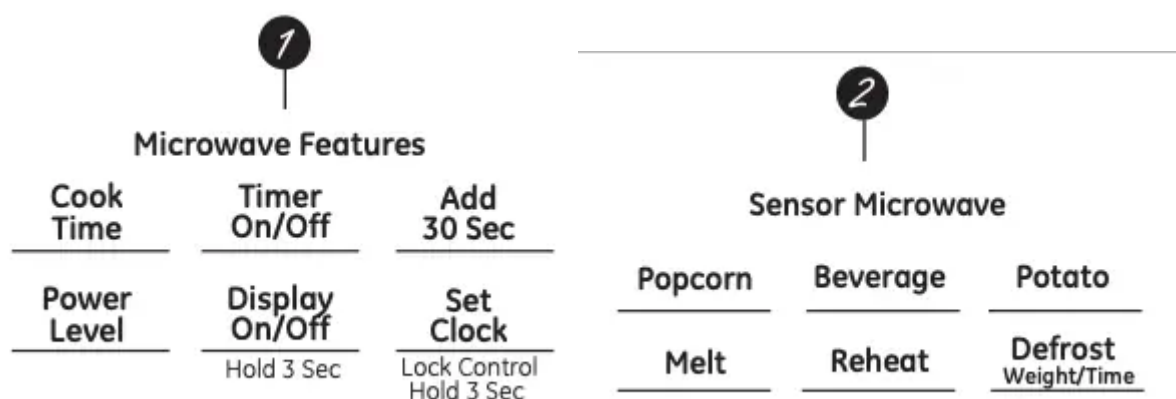 1
Microwave Features
Cook Time
Timer On/Off
Add 30 Sec
Power Level
Display On/Off
Hold 3 Sec
Set Clock
Lock Control
Hold 3 Sec
2
Sensor Microwave
Popcorn
Beverage
Potato
Melt
Reheat
Defrost
Weight/Time